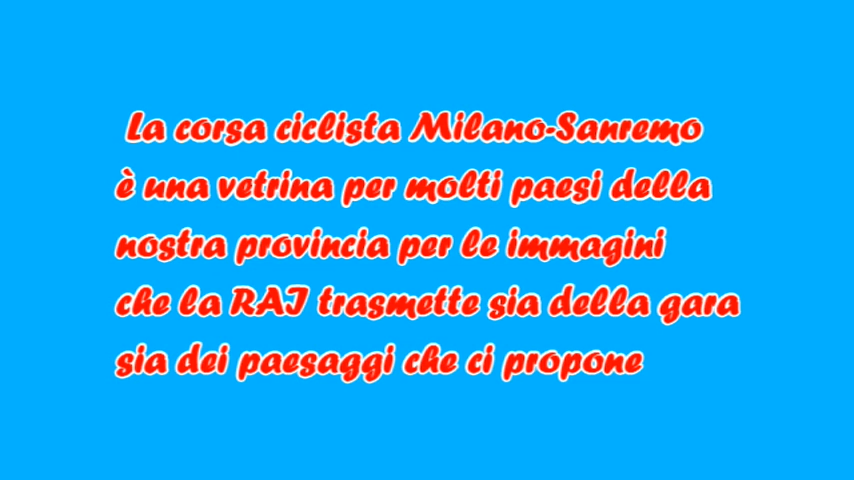 La corsa ciclista Milano-Sanremo
è una vetrina per molti paesi della
nostra provincia per le immagini
che la RAI trasmette sia della gara
sia dei paesaggi che ci propone